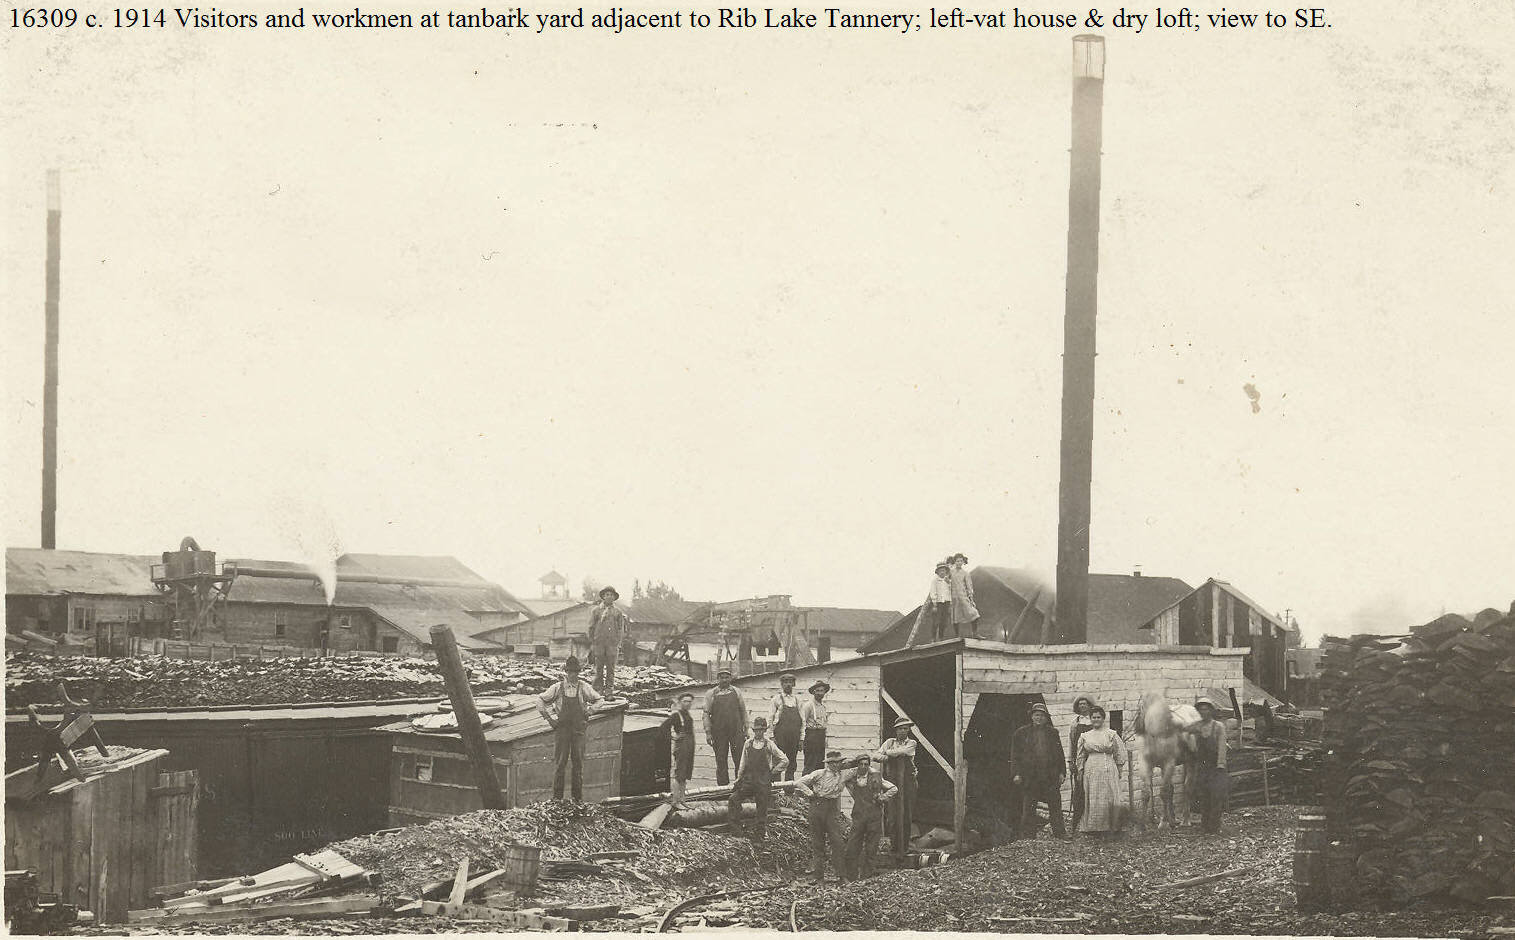 16309 c. 1914 Visitors and workmen at tanbark yard adjacent to Rib Lake Tannery; left-vat house & dry loft; view to SE.
SOO LINE